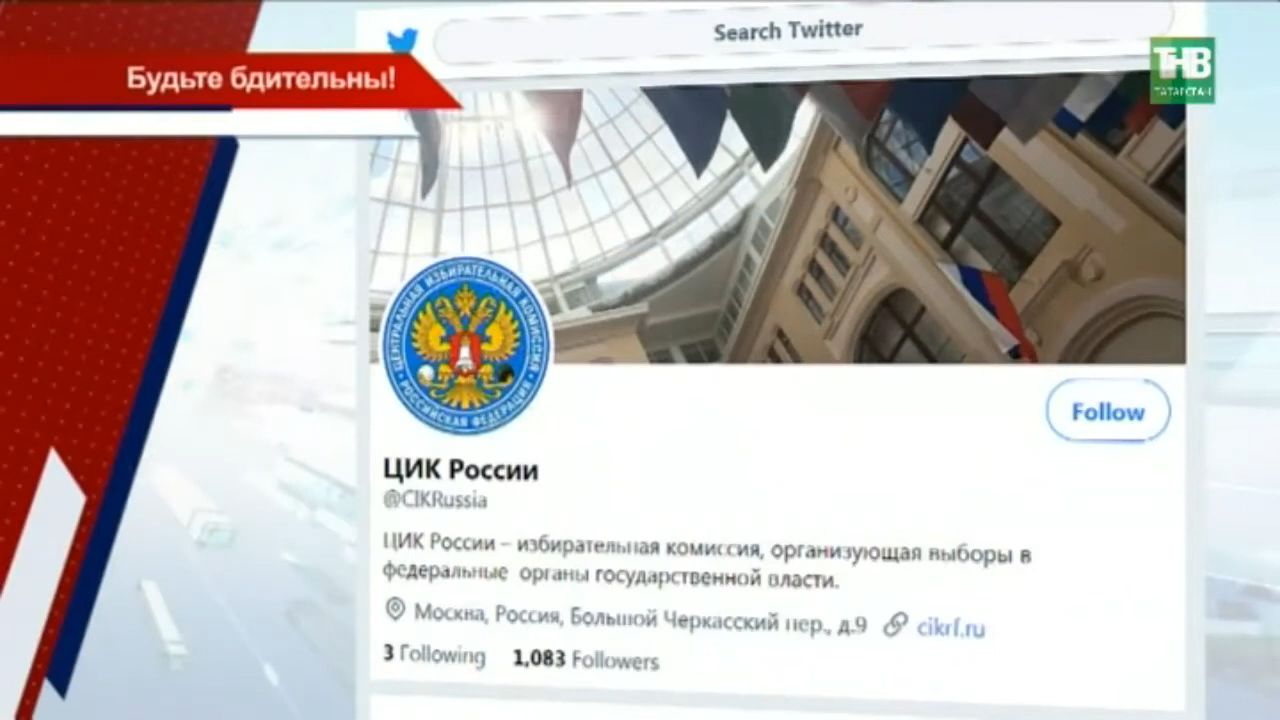 Search Twitter
Будьте бдительны!
ТНВ
ТАТАРСТАН
ЦЕНТРАЛЬНАЯ ИЗБИРАТЕЛЬНАЯ КОМИССИЯ
РОССИЙСКАЯ ФЕДЕРАЦИЯ
Follow
ЦИК России
@CIKRussia
ЦИК России – избирательная комиссия, организующая выборы в
федеральные органы государственной власти.
Москва, Россия, Большой Черкасский пер., д.9 cikrf.ru
3 Following 1,083 Followers